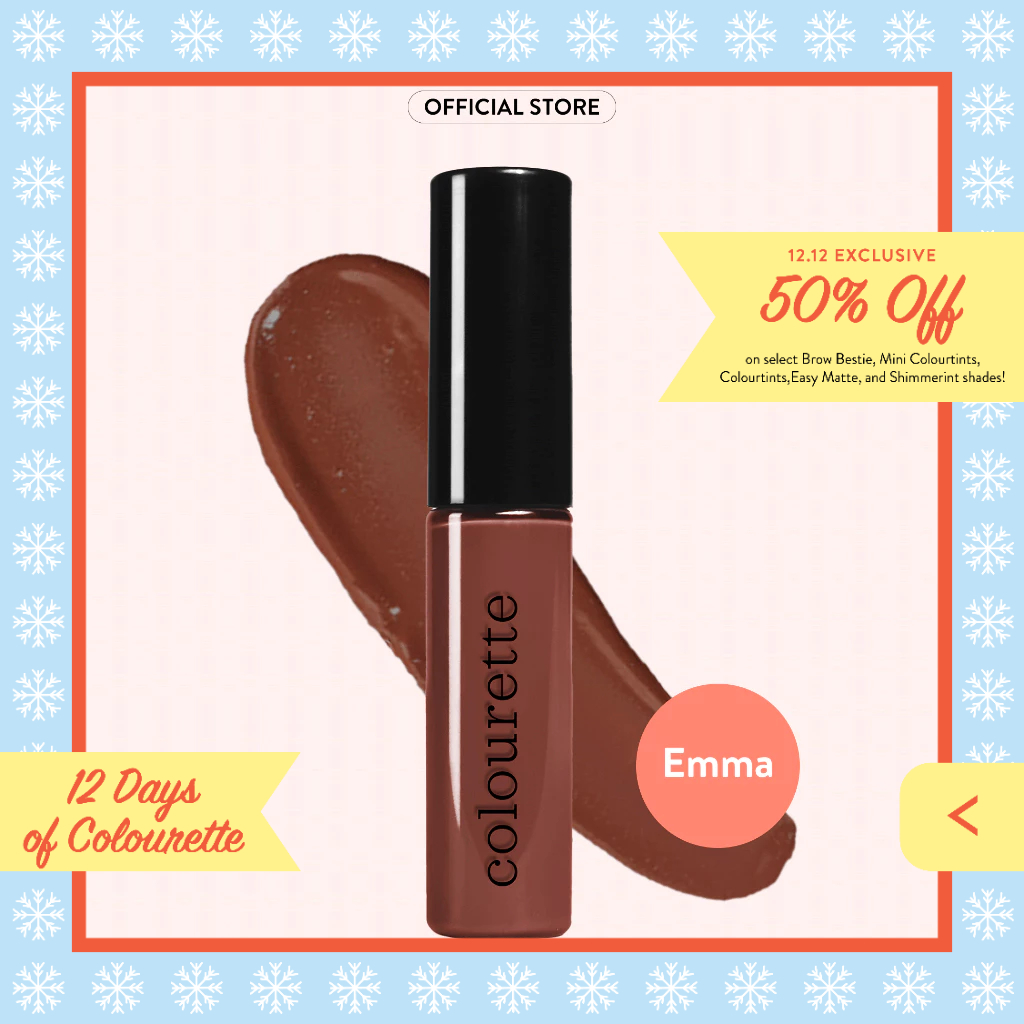 OFFICIAL STORE
12.12 EXCLUSIVE
50% Off
on select Brow Bestie, Mini Colourtints,
Colourtints,Easy Matte, and Shimmerint shades!
colourette
Emma
12 Days
of Colourette
<